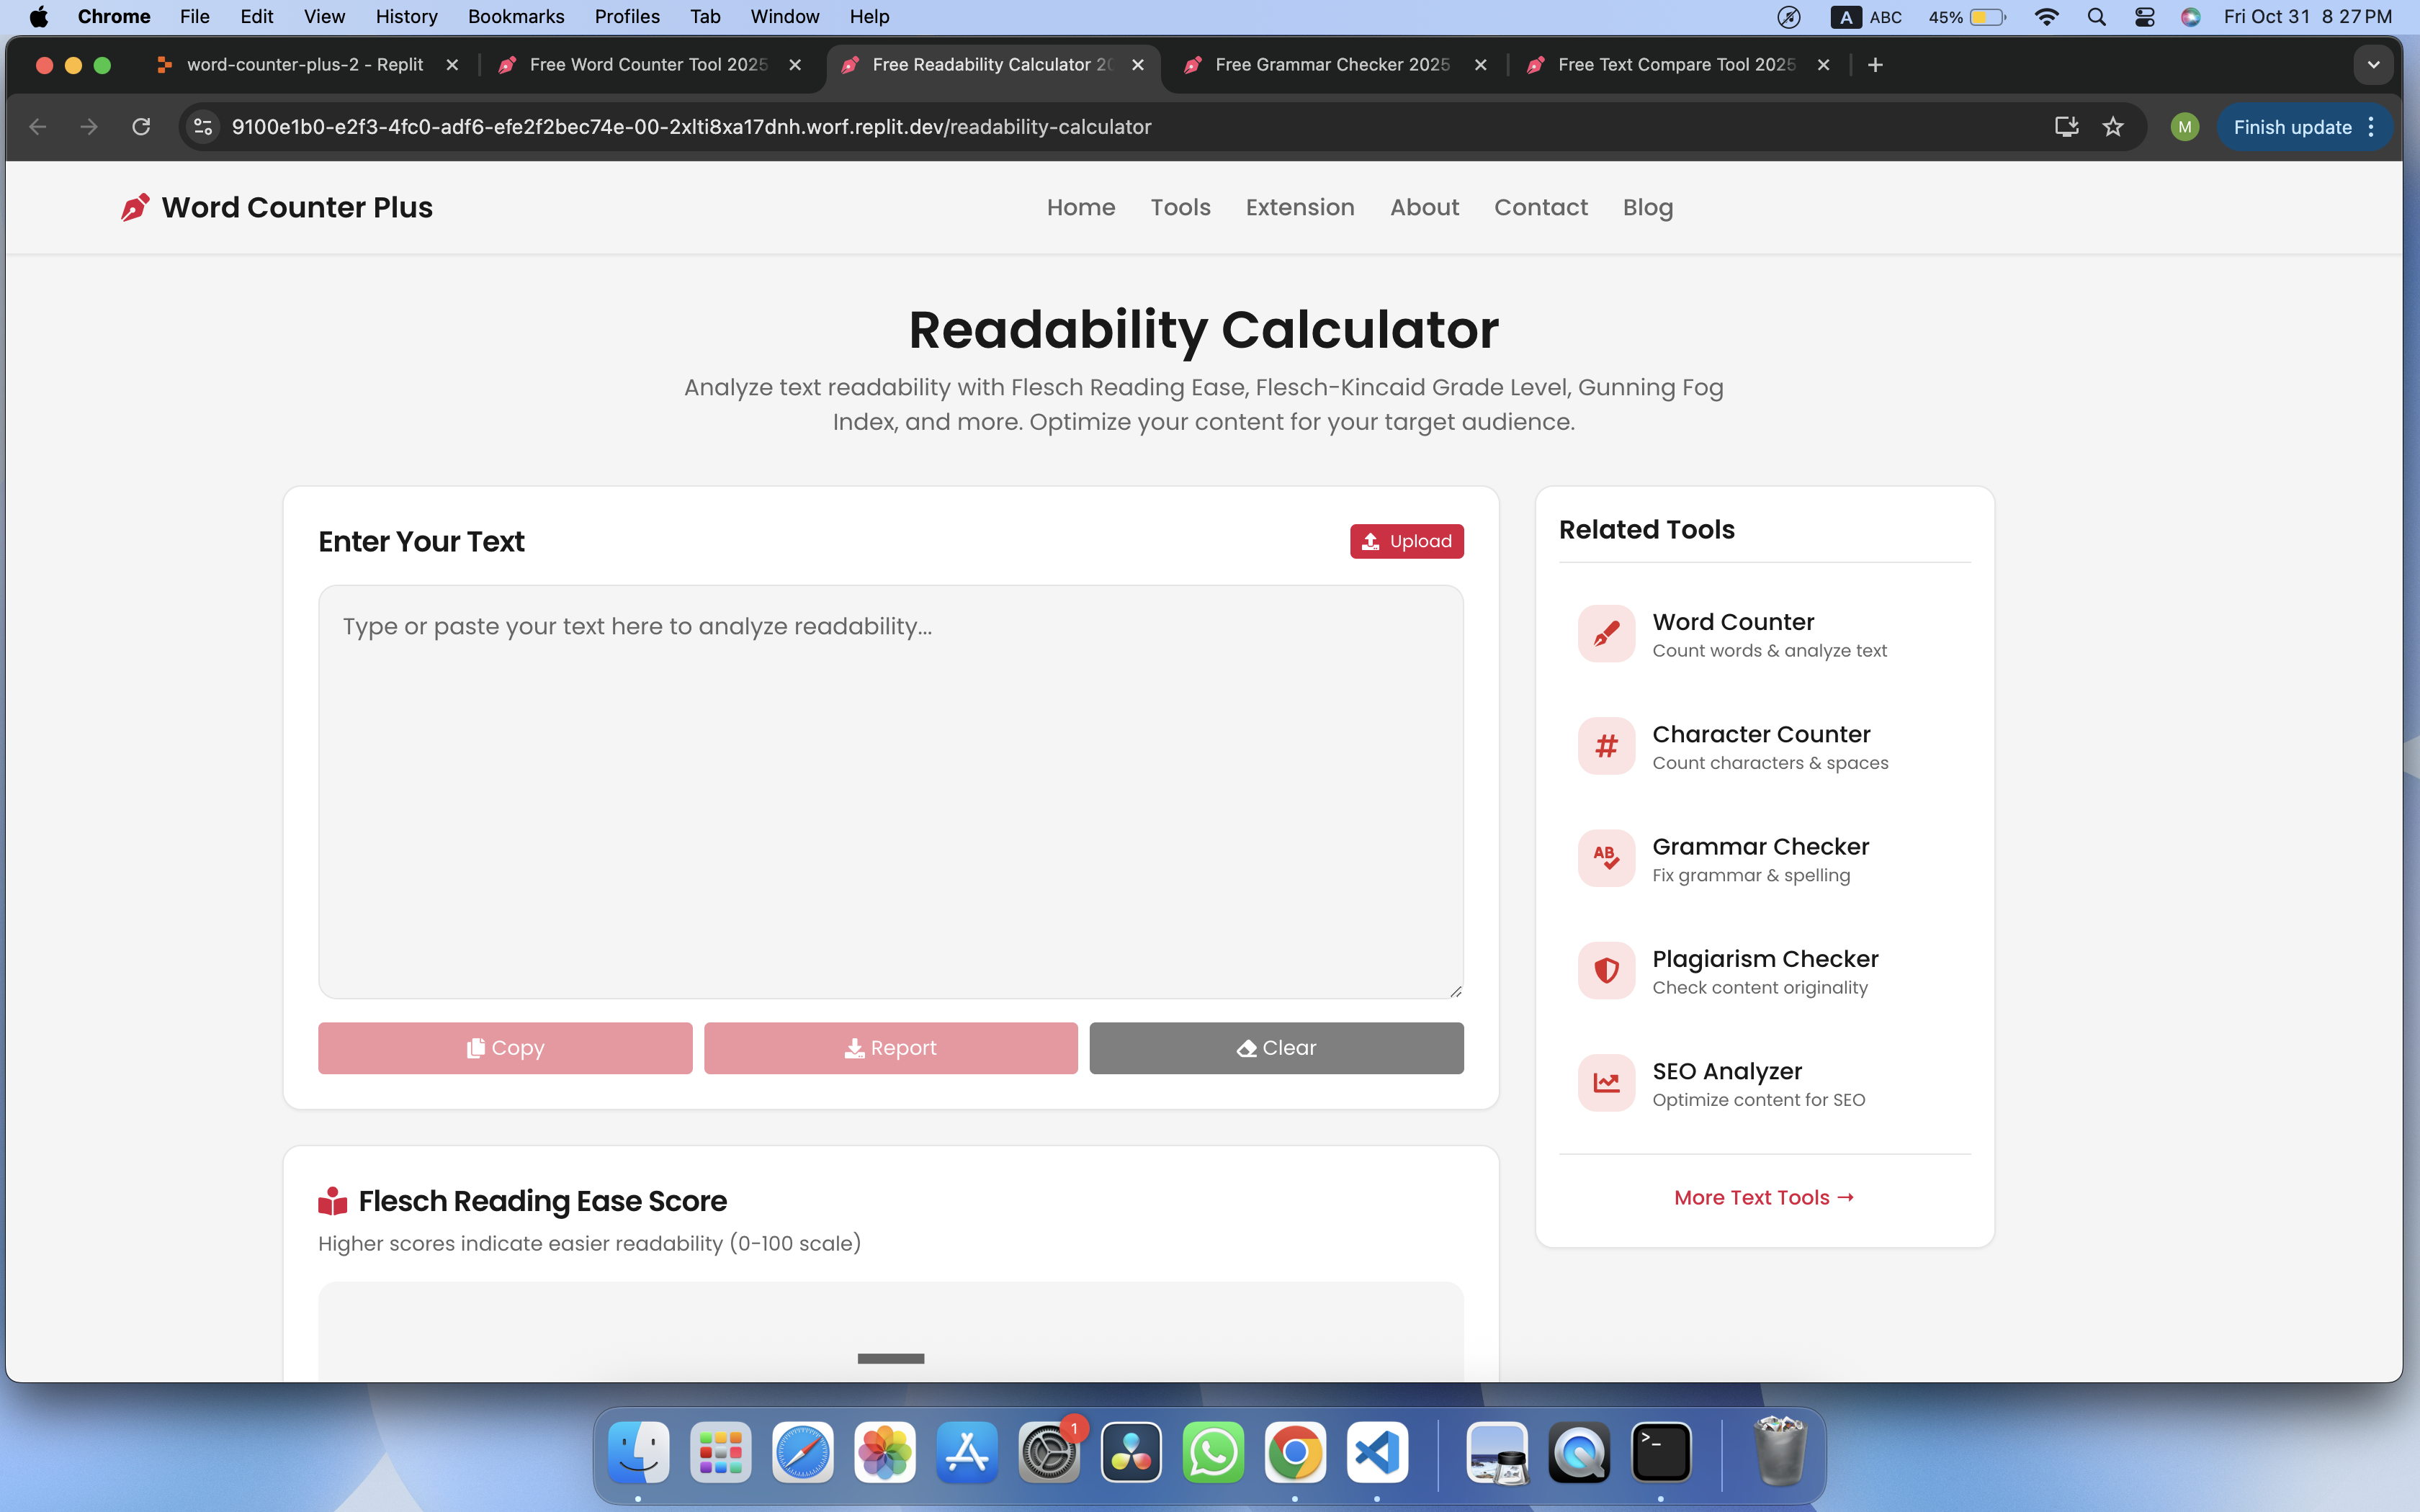 Chrome File Edit View History Bookmarks Profiles Tab Window Help A ABC 45% Fri Oct 31 8 27 PM
word-counter-plus-2 - Replit Free Word Counter Tool 2025 Free Readability Calculator 20 Free Grammar Checker 2025 Free Text Compare Tool 2025
9100e1b0-e2f3-4fc0-adf6-efe2f2bec74e-00-2xlti8xa17dnh.worf.replit.dev/readability-calculator M Finish update
Word Counter Plus Home Tools Extension About Contact Blog
Readability Calculator
Analyze text readability with Flesch Reading Ease, Flesch-Kincaid Grade Level, Gunning Fog
Index, and more. Optimize your content for your target audience.
Enter Your Text Upload
Type or paste your text here to analyze readability...
Copy Report Clear
Flesch Reading Ease Score
Higher scores indicate easier readability (0-100 scale)
Related Tools
Word Counter
Count words & analyze text
#
Character Counter
Count characters & spaces
AB
Grammar Checker
Fix grammar & spelling
Plagiarism Checker
Check content originality
SEO Analyzer
Optimize content for SEO
More Text Tools →
1
>_